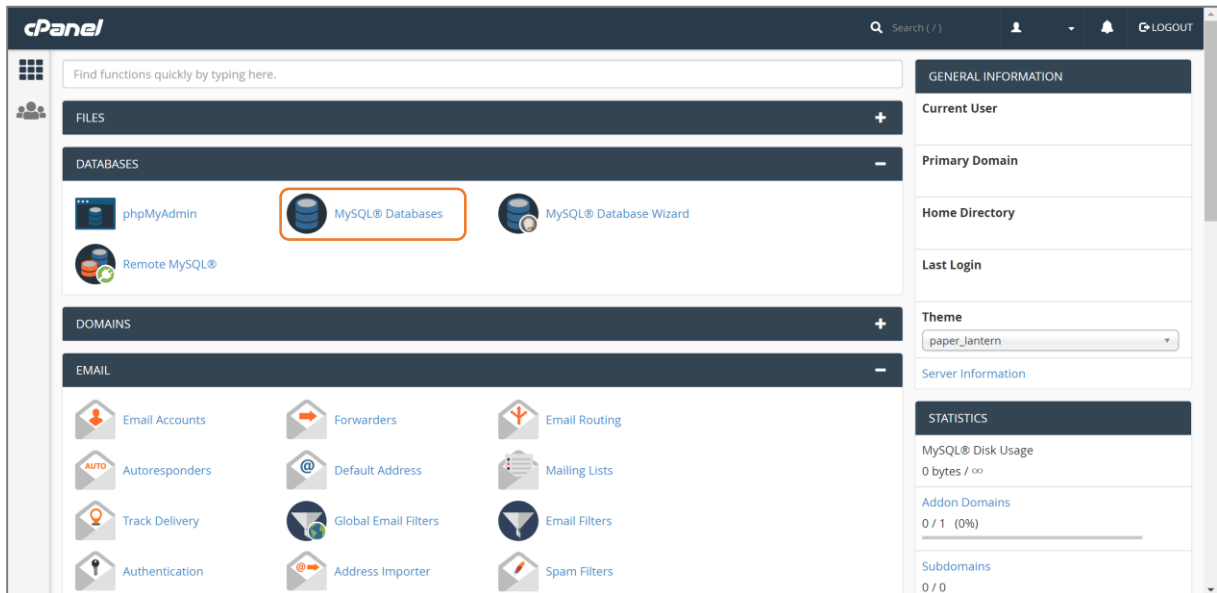 cPanel
Search ( / )
LOGOUT
Find functions quickly by typing here.
FILES
DATABASES
phpMyAdmin
MySQL® Databases
MySQL® Database Wizard
Remote MySQL®
DOMAINS
EMAIL
Email Accounts
Forwarders
Email Routing
AUTO
Autoresponders
@
Default Address
Mailing Lists
Track Delivery
Global Email Filters
Email Filters
Authentication
@
Address Importer
Spam Filters
GENERAL INFORMATION
Current User
Primary Domain
Home Directory
Last Login
Theme
paper_lantern
Server Information
STATISTICS
MySQL® Disk Usage
0 bytes / ∞
Addon Domains
0 / 1 (0%)
Subdomains
0 / 0